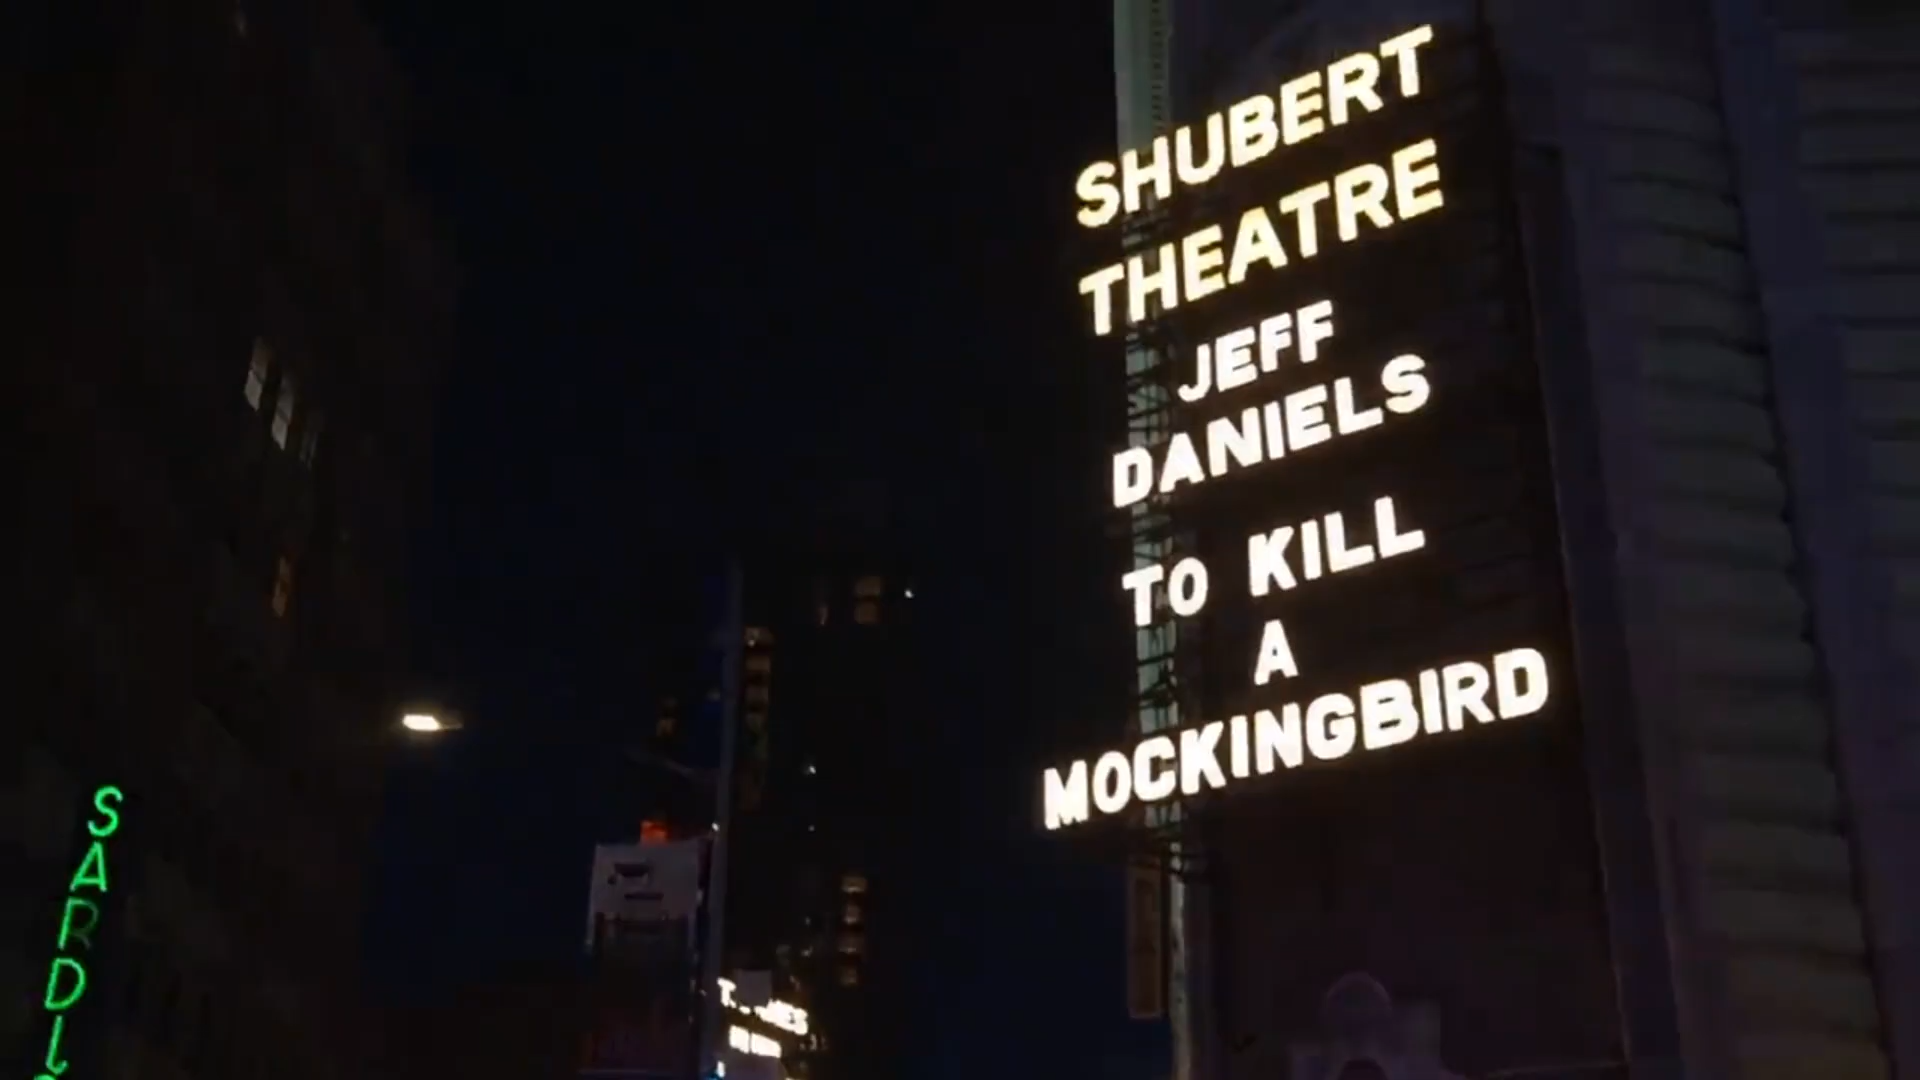 SHUBERT
THEATRE
JEFF
DANIELS
TO KILL
A
MOCKINGBIRD
SARDI